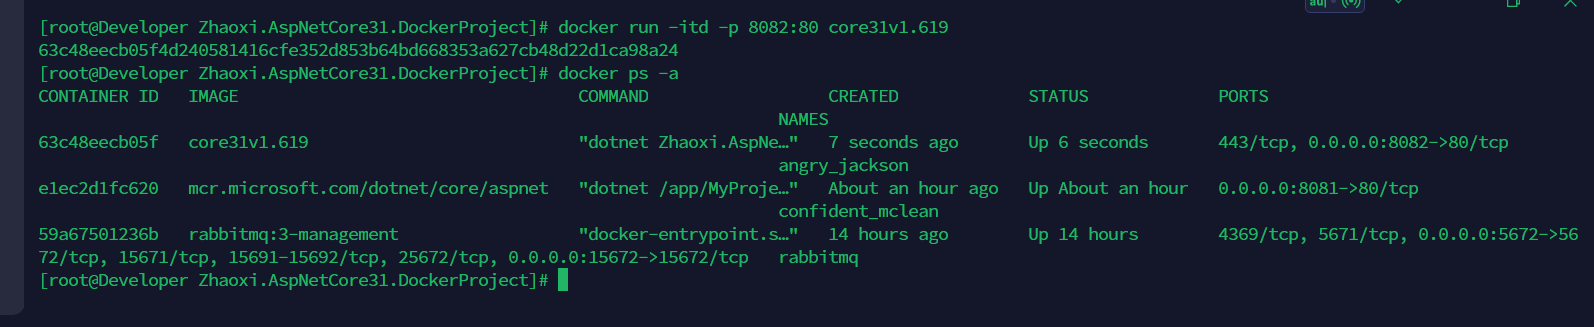 au|
[root@Developer Zhaoxi.AspNetCore31.DockerProject]# docker run -itd -p 8082:80 core31v1.619
63c48eecb05f4d240581416cfe352d853b64bd668353a627cb48d22d1ca98a24
[root@Developer Zhaoxi.AspNetCore31.DockerProject]# docker ps -a
CONTAINER ID   IMAGE                                  COMMAND                  CREATED             STATUS             PORTS
NAMES
63c48eecb05f   core31v1.619                           "dotnet Zhaoxi.AspNe…"   7 seconds ago       Up 6 seconds       443/tcp, 0.0.0.0:8082->80/tcp
angry_jackson
e1ec2d1fc620   mcr.microsoft.com/dotnet/core/aspnet   "dotnet /app/MyProje…"   About an hour ago   Up About an hour   0.0.0.0:8081->80/tcp
confident_mclean
59a67501236b   rabbitmq:3-management                  "docker-entrypoint.s…"   14 hours ago        Up 14 hours        4369/tcp, 5671/tcp, 0.0.0.0:5672->56
72/tcp, 15671/tcp, 15691-15692/tcp, 25672/tcp, 0.0.0.0:15672->15672/tcp   rabbitmq
[root@Developer Zhaoxi.AspNetCore31.DockerProject]#